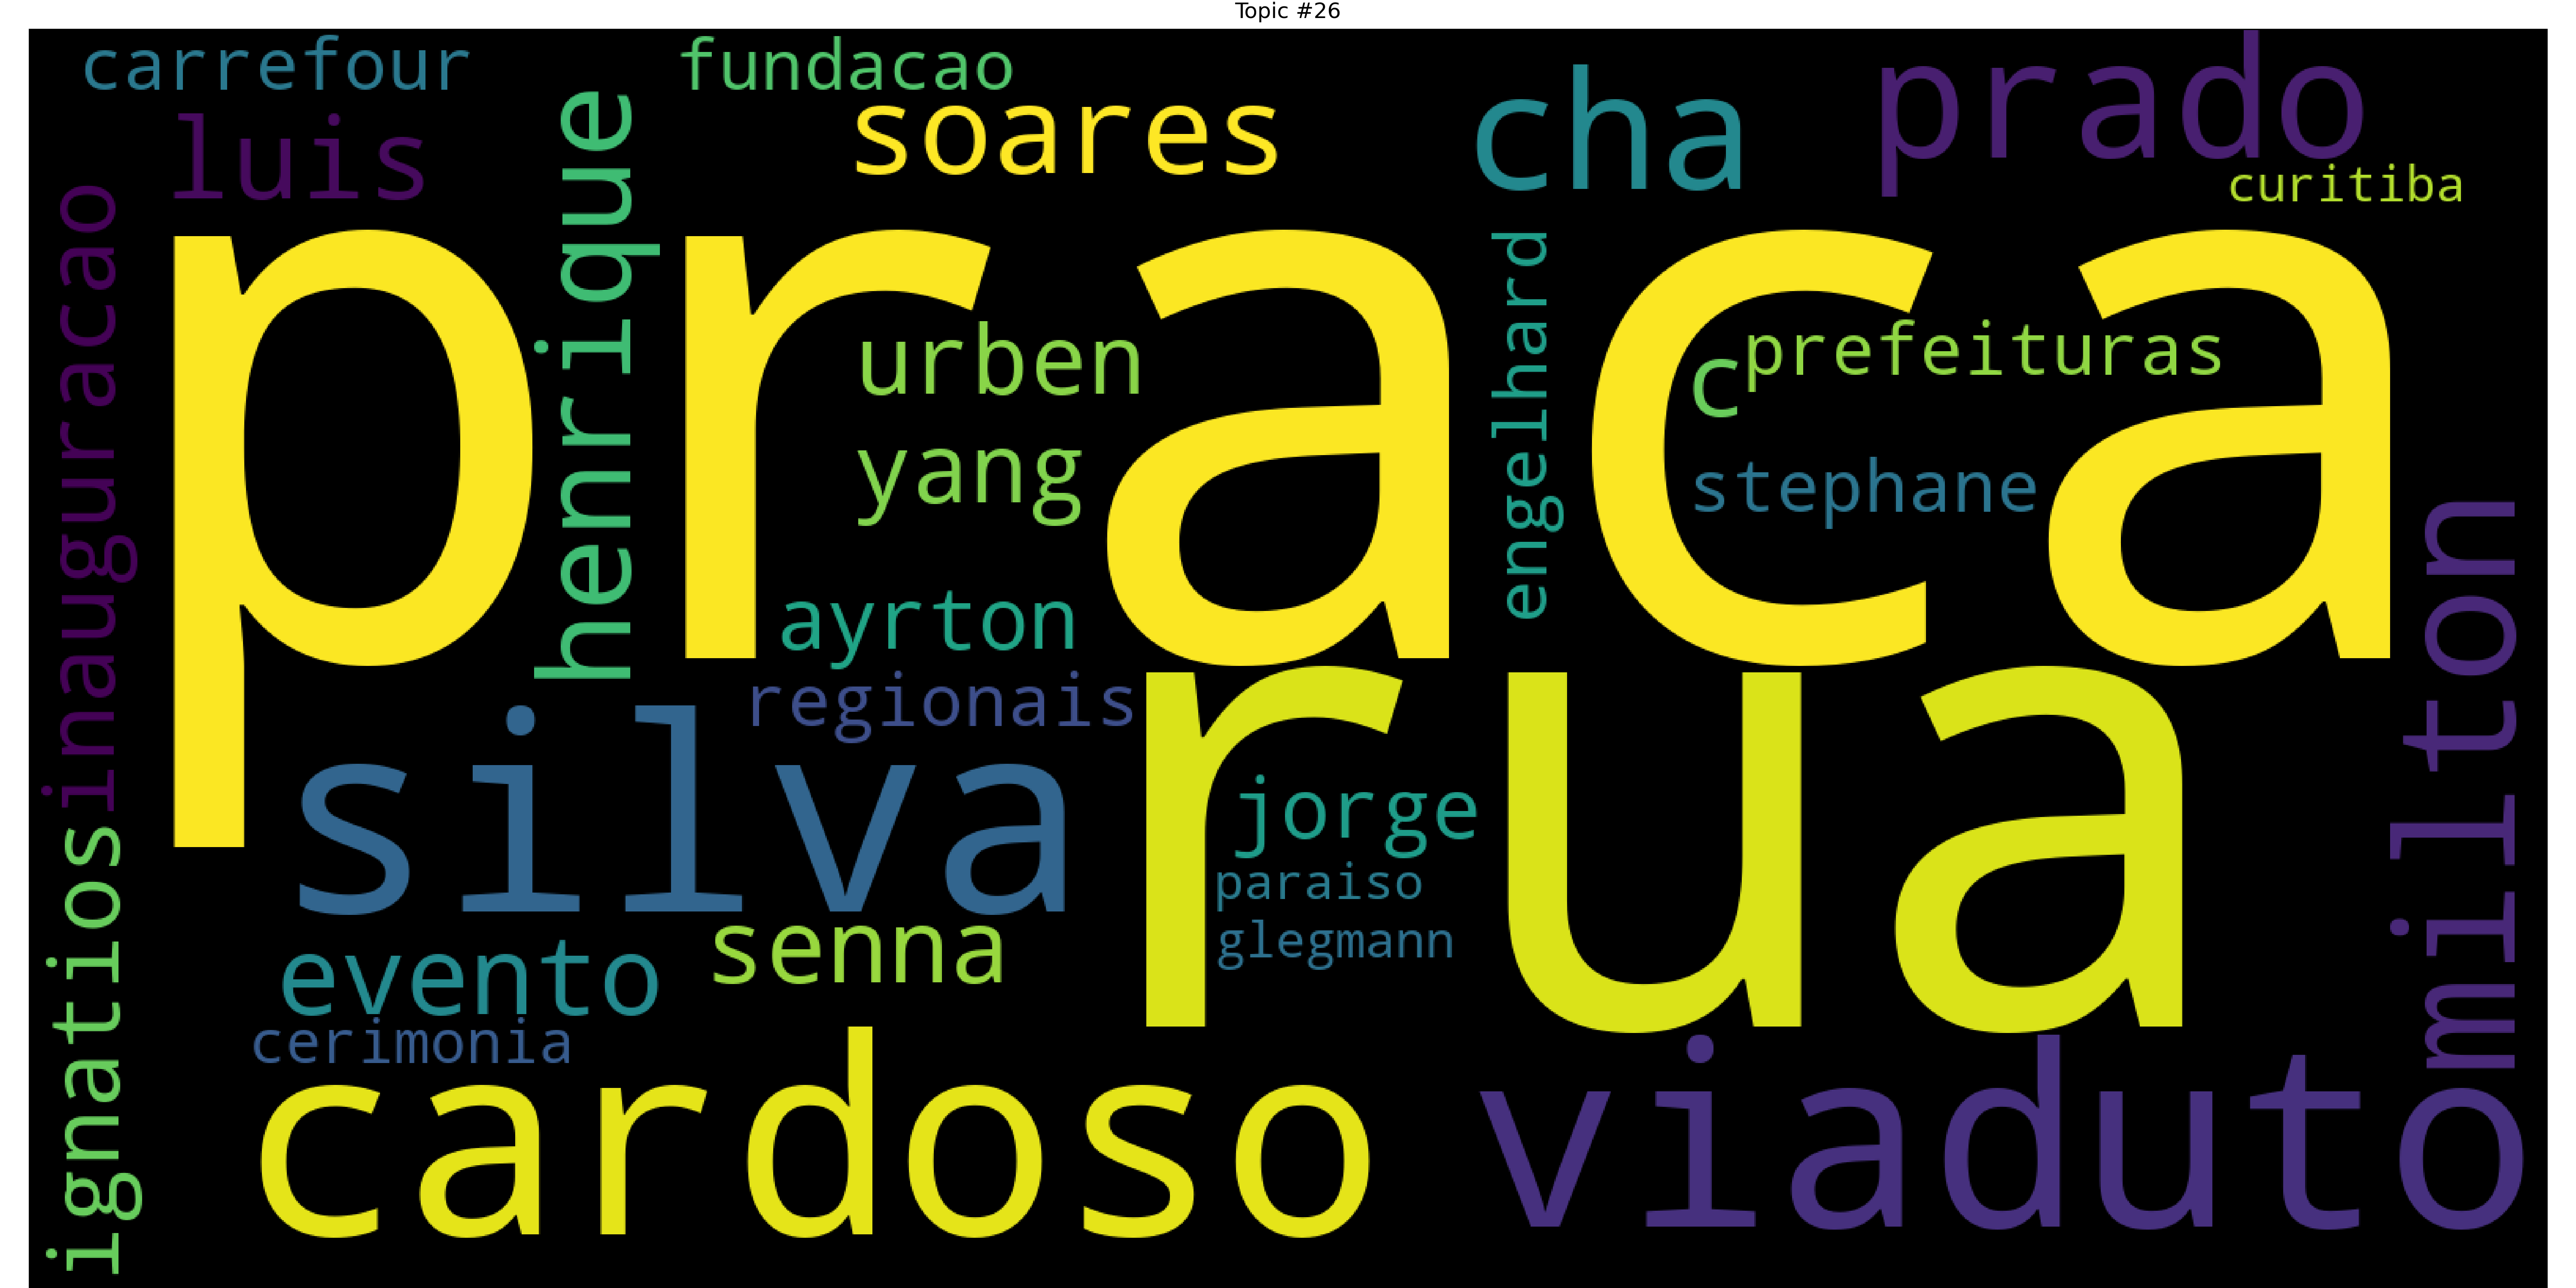 Topic #26
carrefour
fundacao
soares
cha
prado
luis
curitiba
henrique
inauguracao
praca
urben
engelhard
c
prefeituras
yang
stephane
ayrton
milton
regionais
silva
rua
jorge
paraiso
glegmann
ignatios
evento
senna
cerimonia
cardoso
viaduto